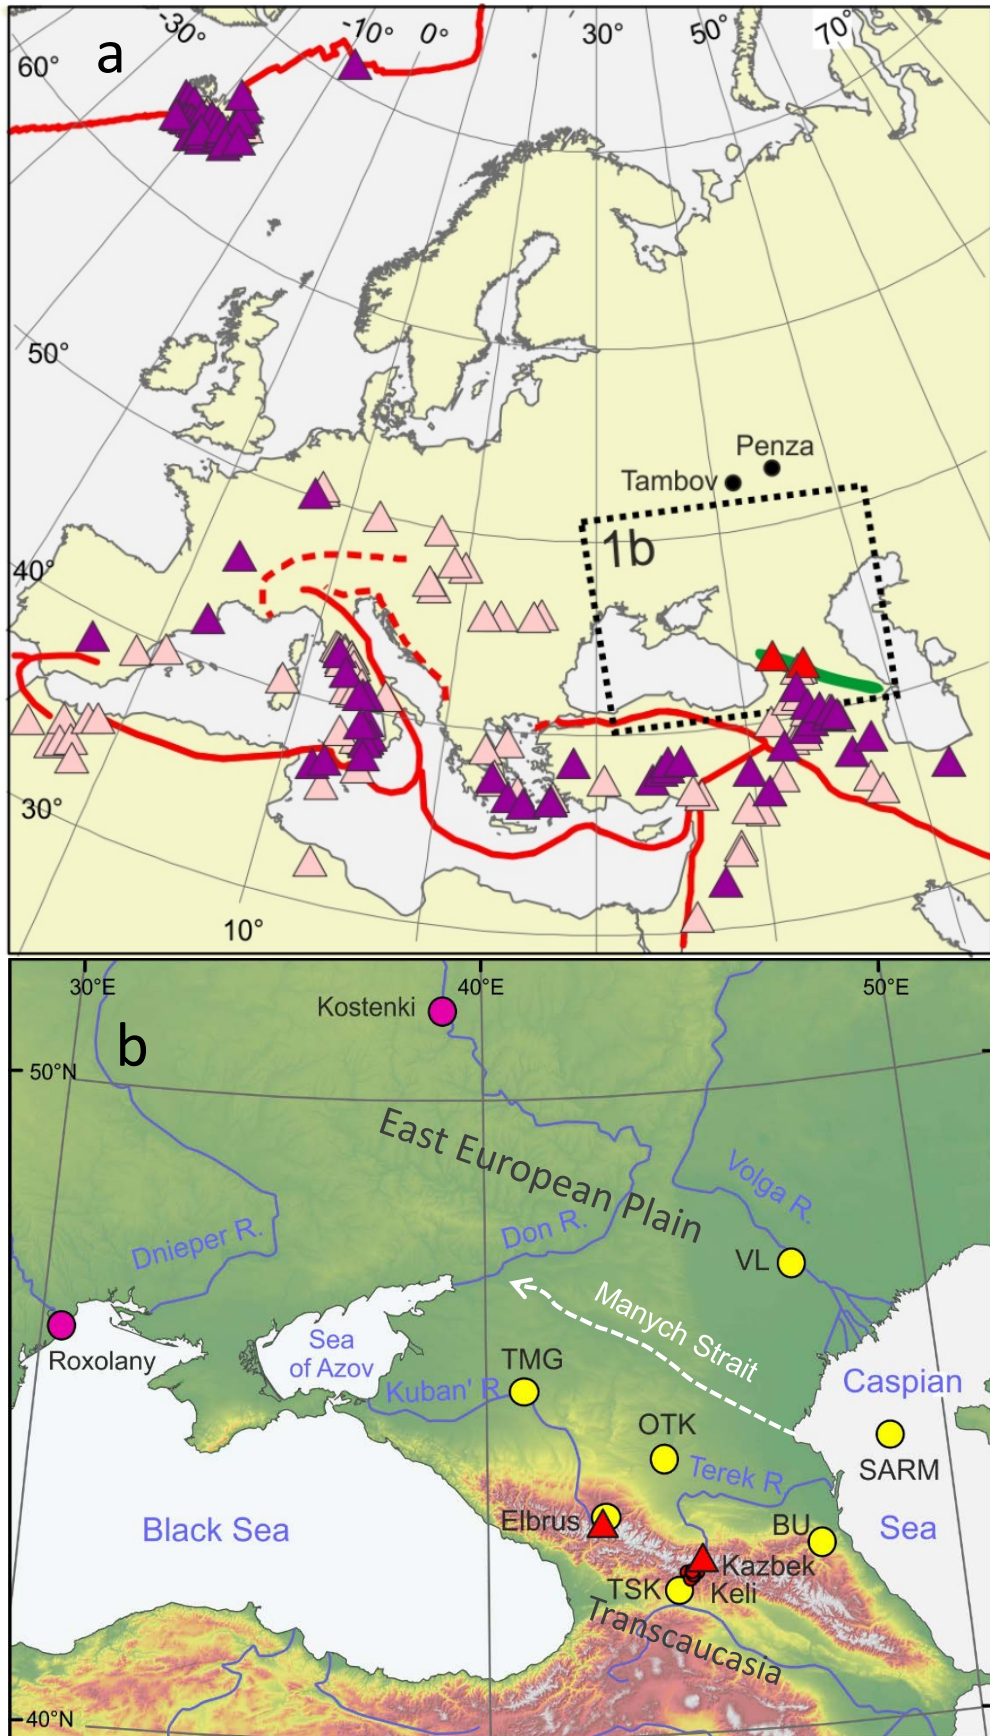 -30°
-10°
0°
30°
50°
70°
60°
a
50°
Penza
Tambov
1b
40°
30°
10°
30°E
40°E
50°E
Kostenki
b
50°N
East European Plain
Volga R.
Dnieper R.
Don R.
VL
Manych Strait
Roxolany
Sea
of Azov
TMG
Kuban' R.
Caspian
OTK
SARM
Terek R.
Elbrus
BU
Sea
Black Sea
Kazbek
TSK
Keli
Transcaucasia
40°N